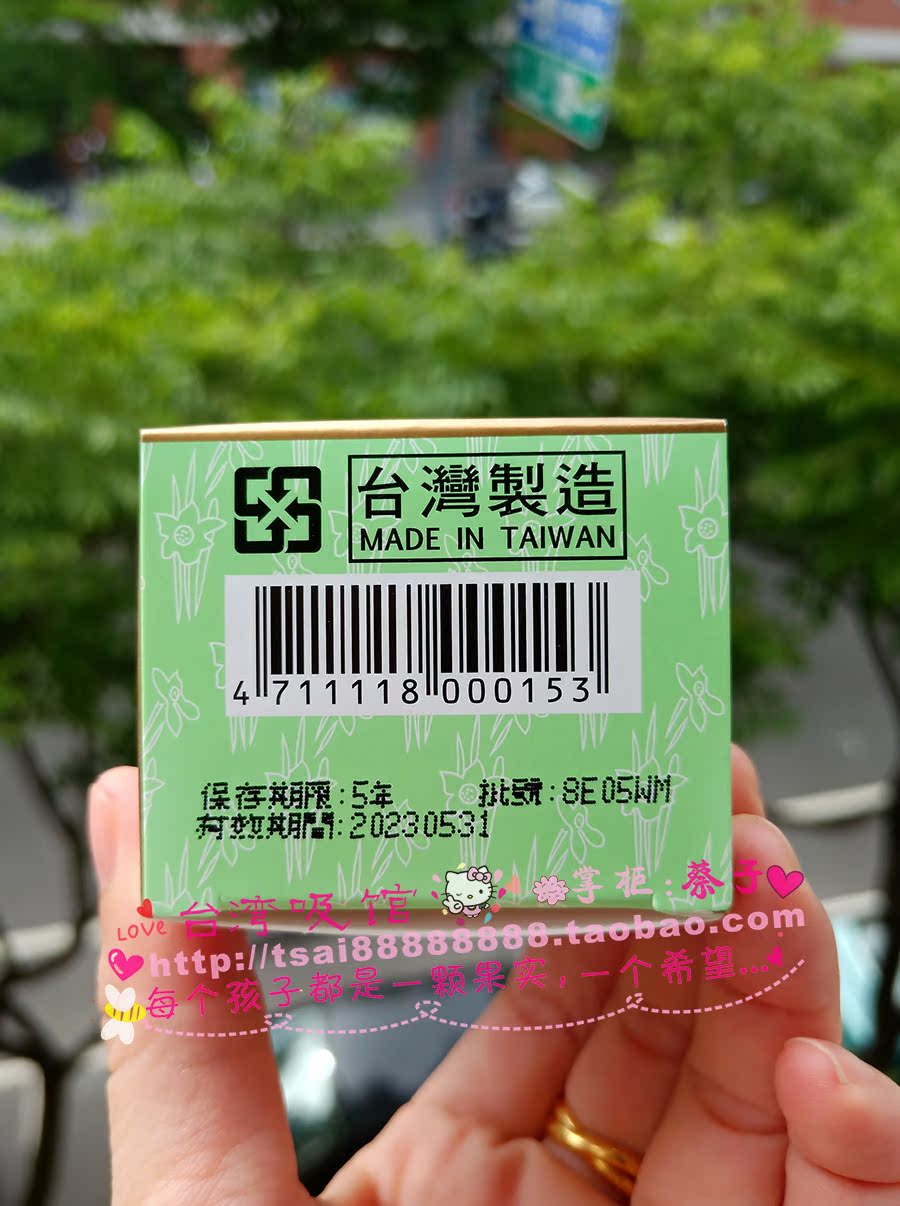 台灣製造
MADE IN TAIWAN
4 711118 000153
保存期限:5年 批號:8E05WM
有效期間:20230531
LOVE 台湾吸馆 掌柜:蔡子
http://tsai88888888.taobao.com
每个孩子都是一颗果实,一个希望...